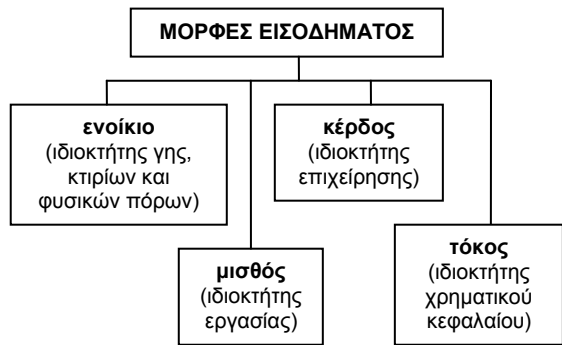 ΜΟΡΦΕΣ ΕΙΣΟΔΗΜΑΤΟΣ
ενοίκιο
(ιδιοκτήτης γης,
κτιρίων και
φυσικών πόρων)
κέρδος
(ιδιοκτήτης
επιχείρησης)
μισθός
(ιδιοκτήτης
εργασίας)
τόκος
(ιδιοκτήτης
χρηματικού
κεφαλαίου)